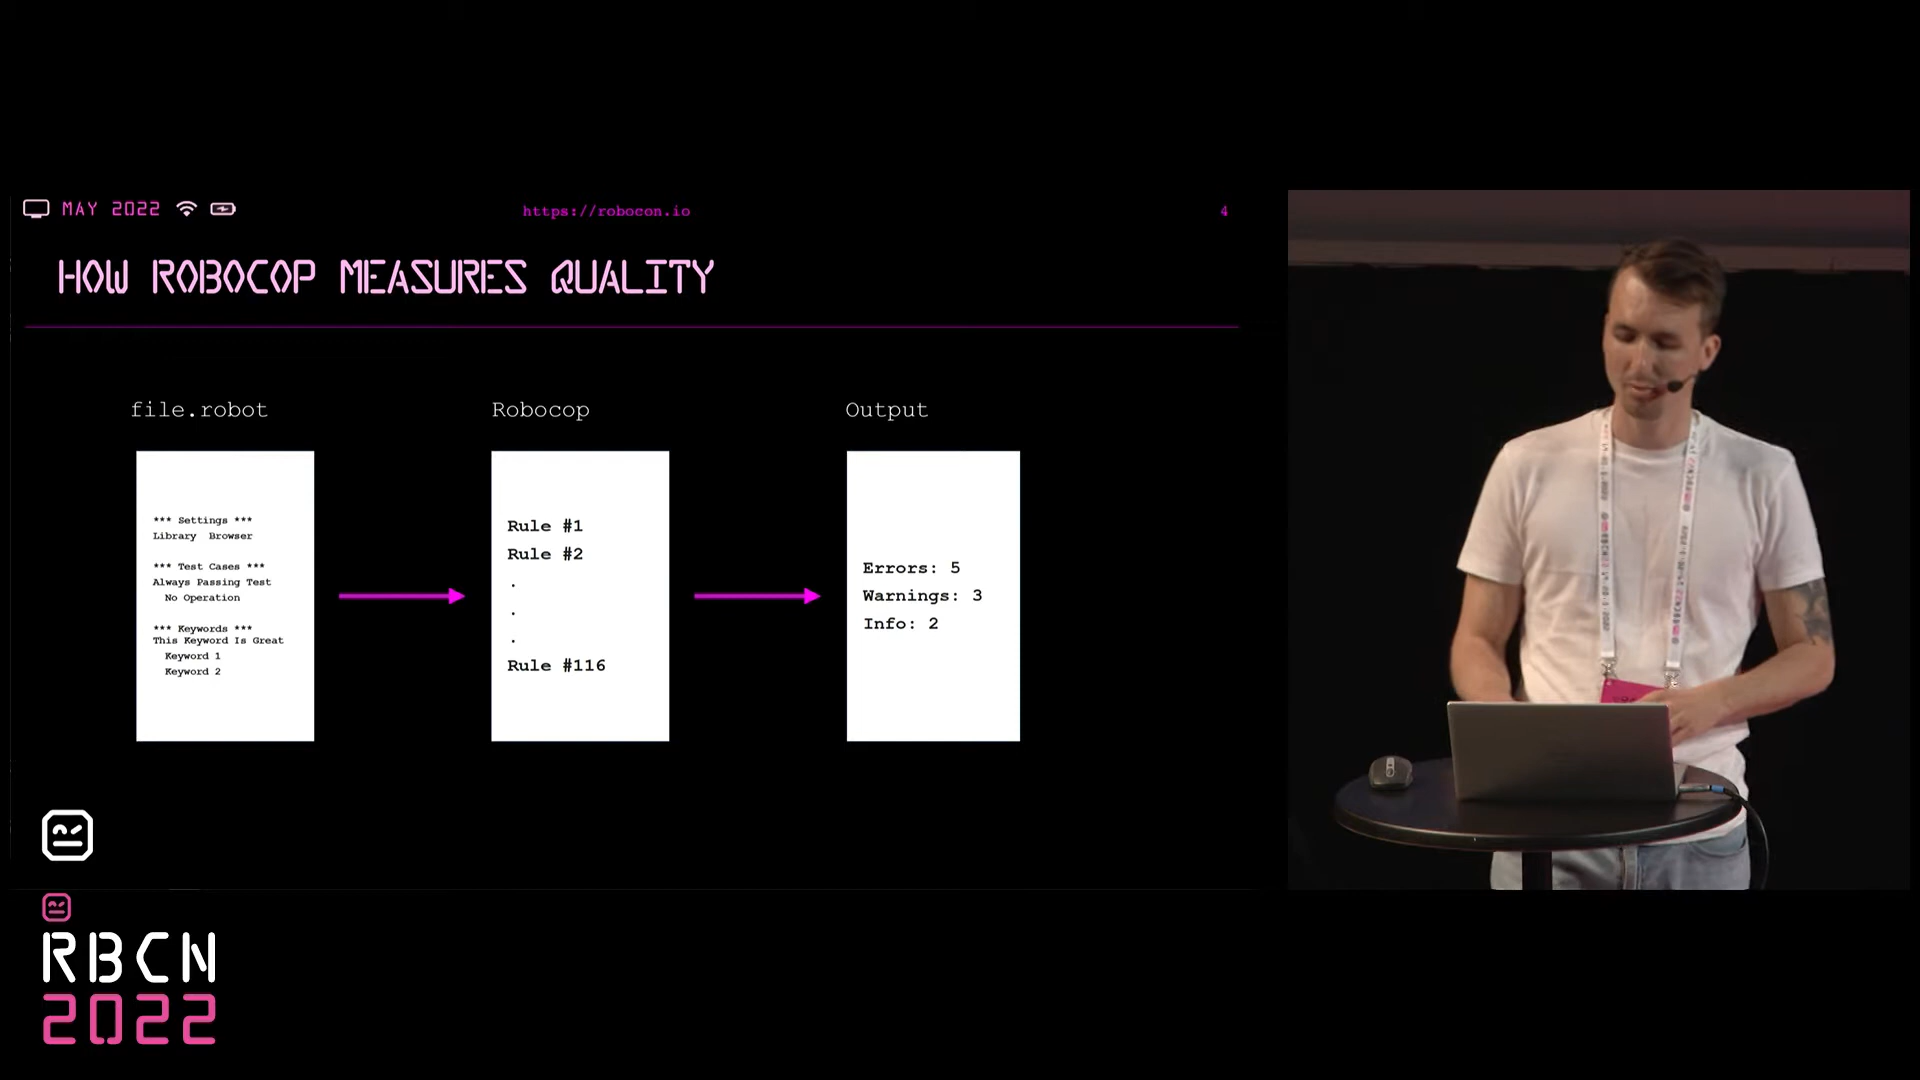 MAY 2022
https://robocon.io
4
HOW ROBOCOP MEASURES QUALITY
file.robot
Robocop
Output
*** Settings ***
Library  Browser
*** Test Cases ***
Always Passing Test
No Operation
*** Keywords ***
This Keyword Is Great
Keyword 1
Keyword 2
Rule #1
Rule #2
.
.
.
Rule #116
Errors: 5
Warnings: 3
Info: 2
RBCN
2022